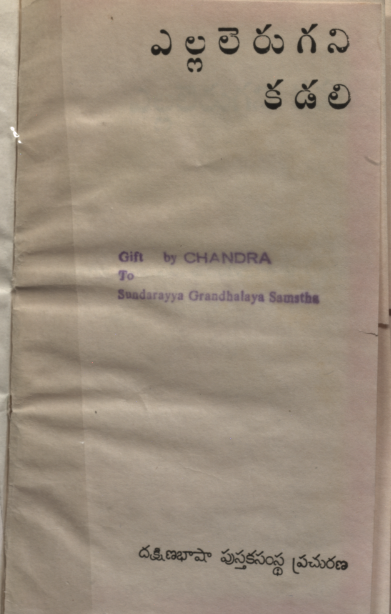 ఎల్లలెరుగని
కడలి
Gift by CHANDRA
To
Sundarayya Grandhalaya Samstha
దక్షిణభాషా పుస్తకసంస్థ ప్రచురణ